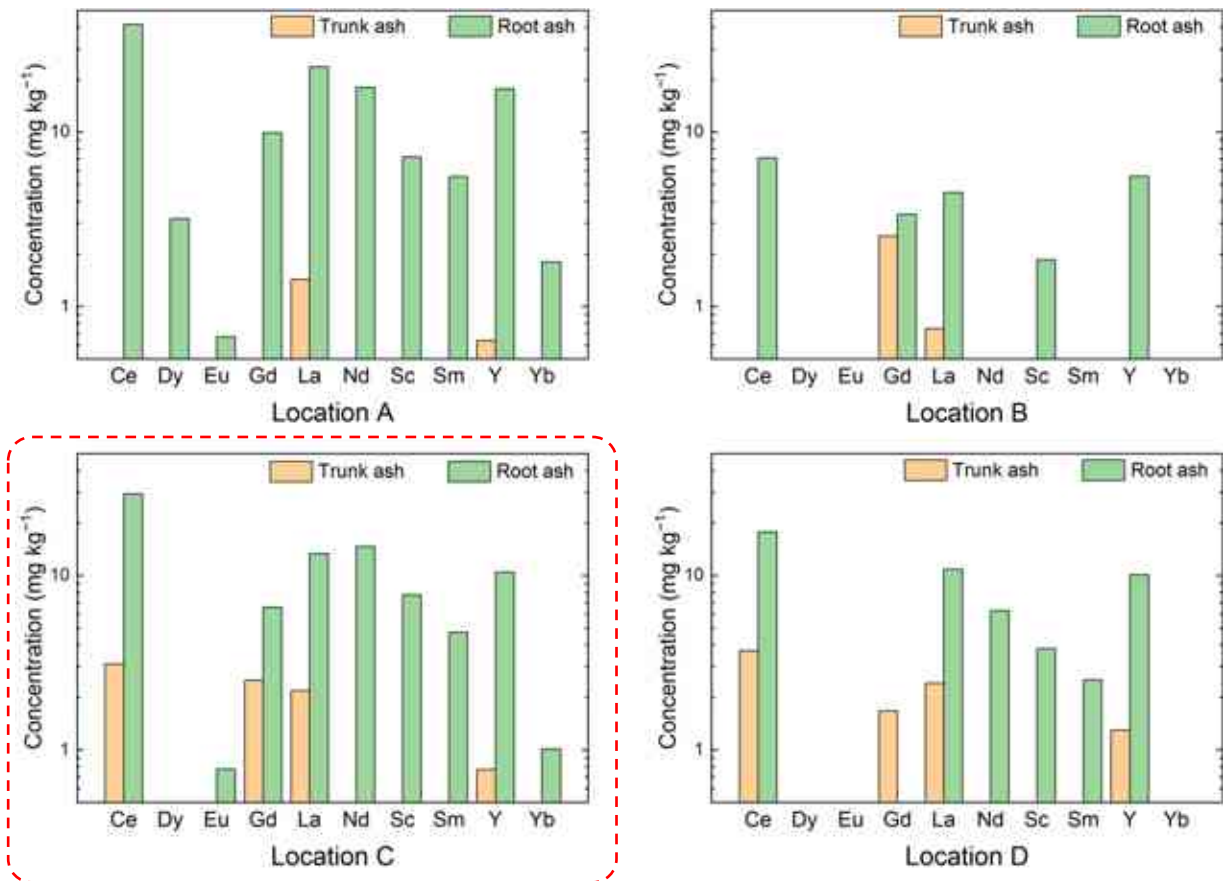 Trunk ash Root ash
Concentration (mg kg⁻¹)
10
1
Ce Dy Eu Gd La Nd Sc Sm Y Yb
Location A
Trunk ash Root ash
Concentration (mg kg⁻¹)
10
1
Ce Dy Eu Gd La Nd Sc Sm Y Yb
Location B
Trunk ash Root ash
Concentration (mg kg⁻¹)
10
1
Ce Dy Eu Gd La Nd Sc Sm Y Yb
Location C
Trunk ash Root ash
Concentration (mg kg⁻¹)
10
1
Ce Dy Eu Gd La Nd Sc Sm Y Yb
Location D